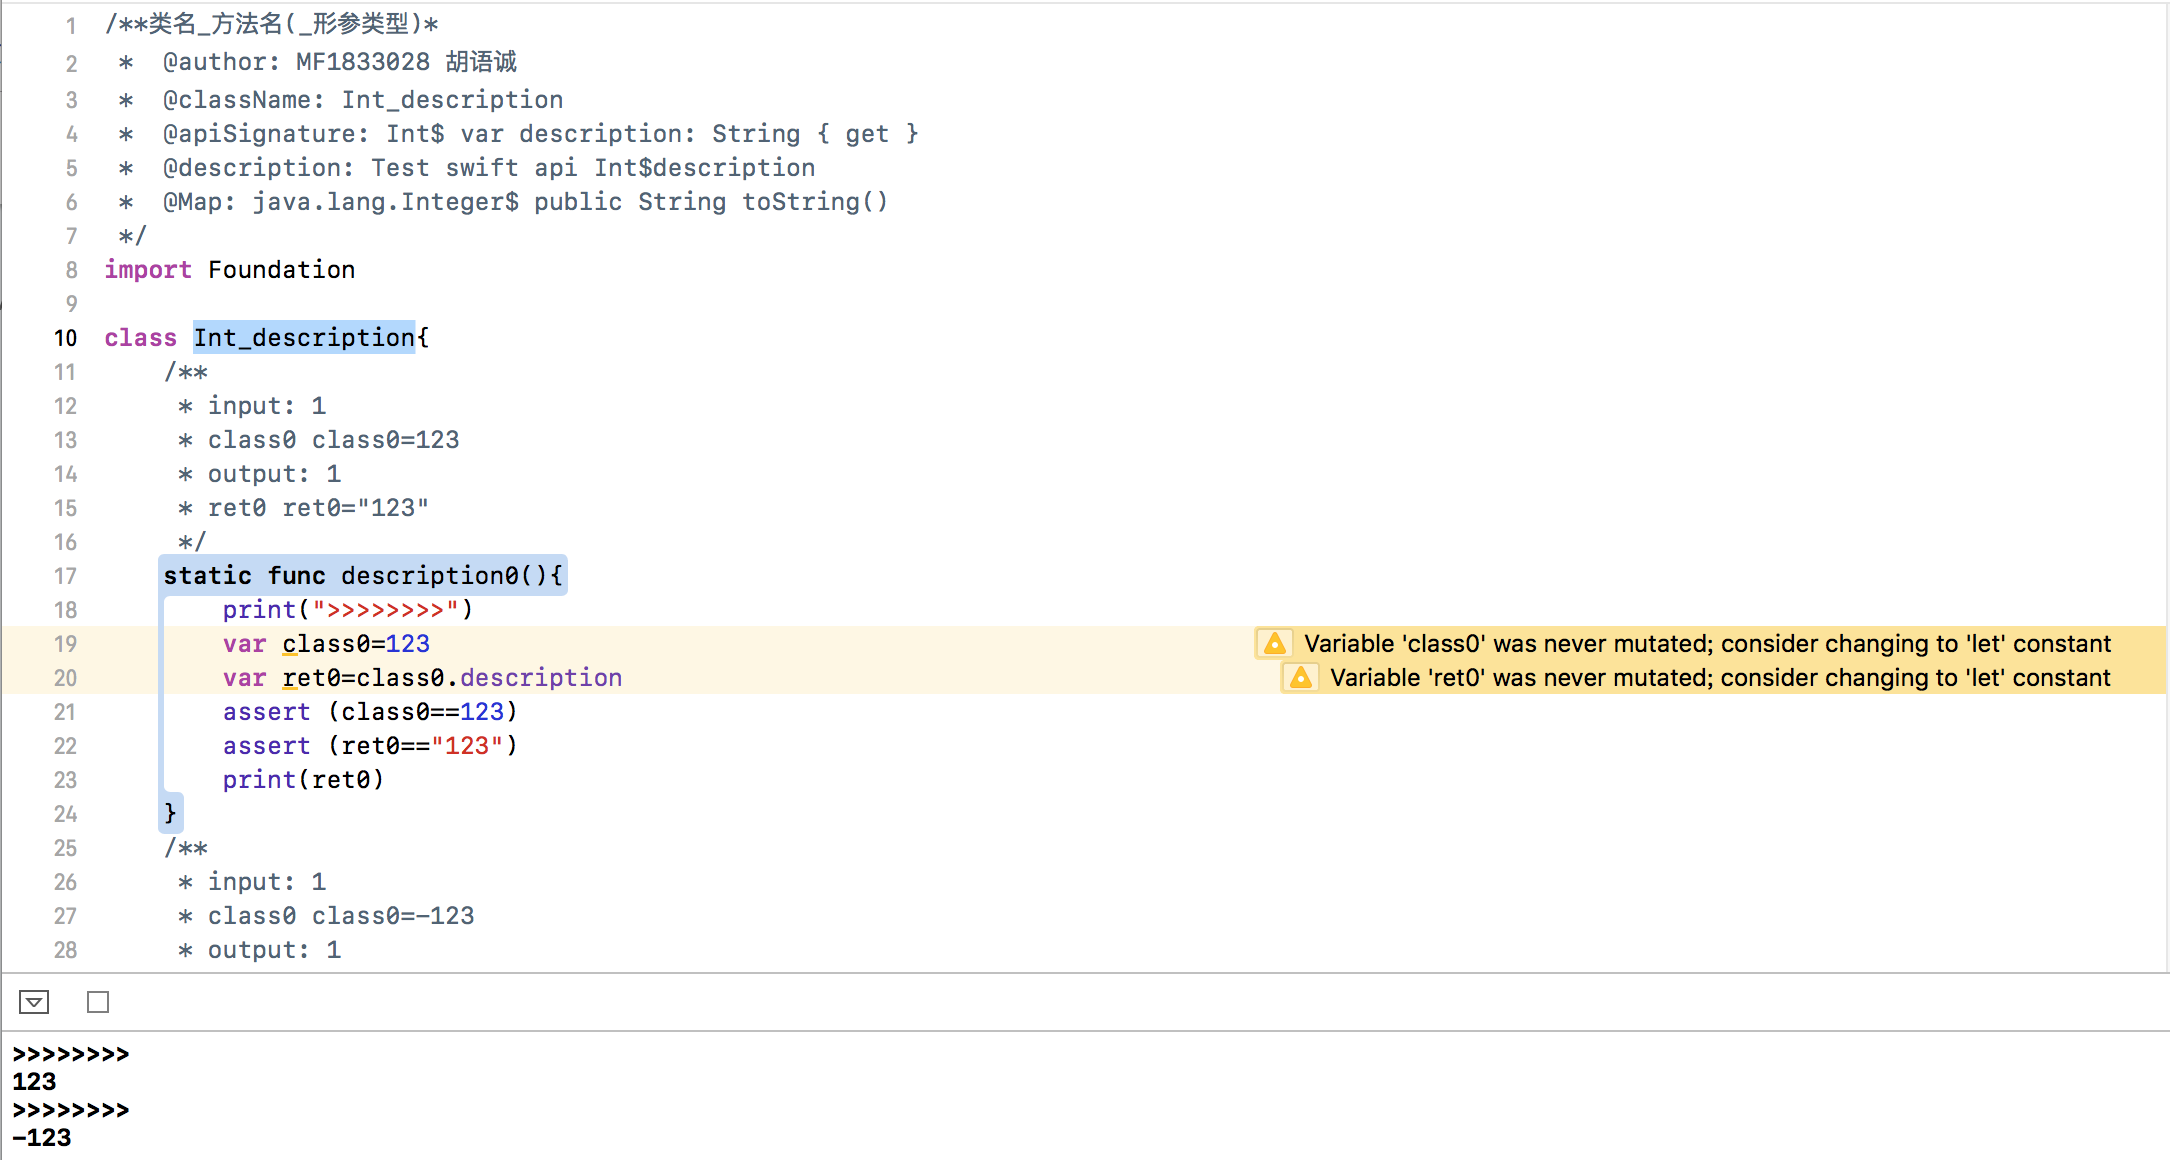 1 /**类名_方法名(_形参类型)*
2 * @author: MF1833028 胡语诚
3 * @className: Int_description
4 * @apiSignature: Int$ var description: String { get }
5 * @description: Test swift api Int$description
6 * @Map: java.lang.Integer$ public String toString()
7 */
8 import Foundation
9
10 class Int_description{
11 /**
12 * input: 1
13 * class0 class0=123
14 * output: 1
15 * ret0 ret0="123"
16 */
17 static func description0(){
18 print(">>>>>>>>")
19 var class0=123 Variable 'class0' was never mutated; consider changing to 'let' constant
20 var ret0=class0.description Variable 'ret0' was never mutated; consider changing to 'let' constant
21 assert (class0==123)
22 assert (ret0=="123")
23 print(ret0)
24 }
25 /**
26 * input: 1
27 * class0 class0=-123
28 * output: 1
>>>>>>>>
123
>>>>>>>>
-123